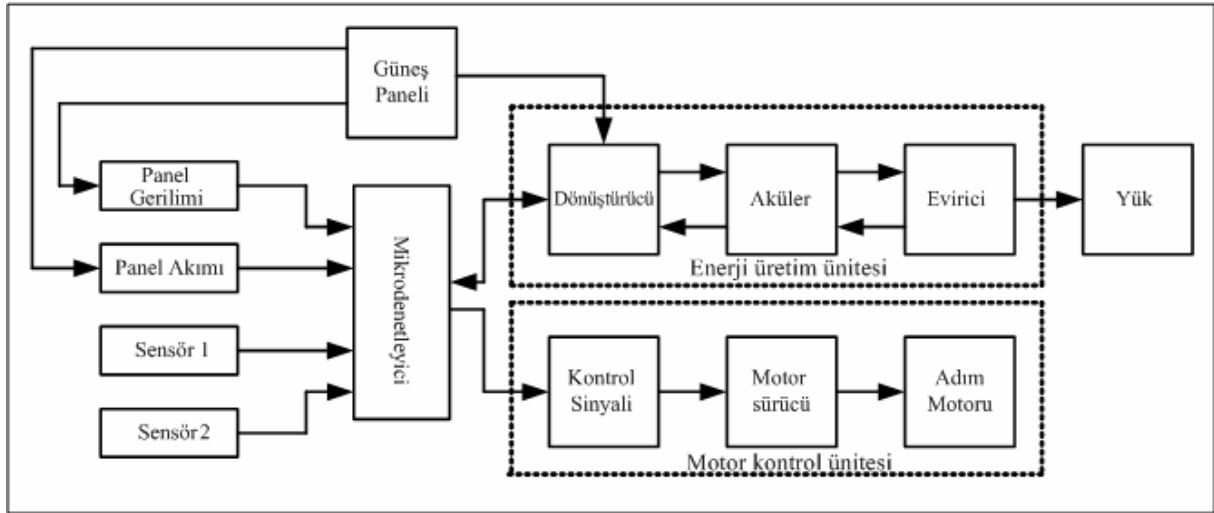 Güneş
Paneli
Panel
Gerilimi
Panel Akımı
Sensör 1
Sensör 2
Mikrodenetleyici
Dönüştürücü
Aküler
Evirici
Yük
Enerji üretim ünitesi
Kontrol
Sinyali
Motor
sürücü
Adım
Motoru
Motor kontrol ünitesi